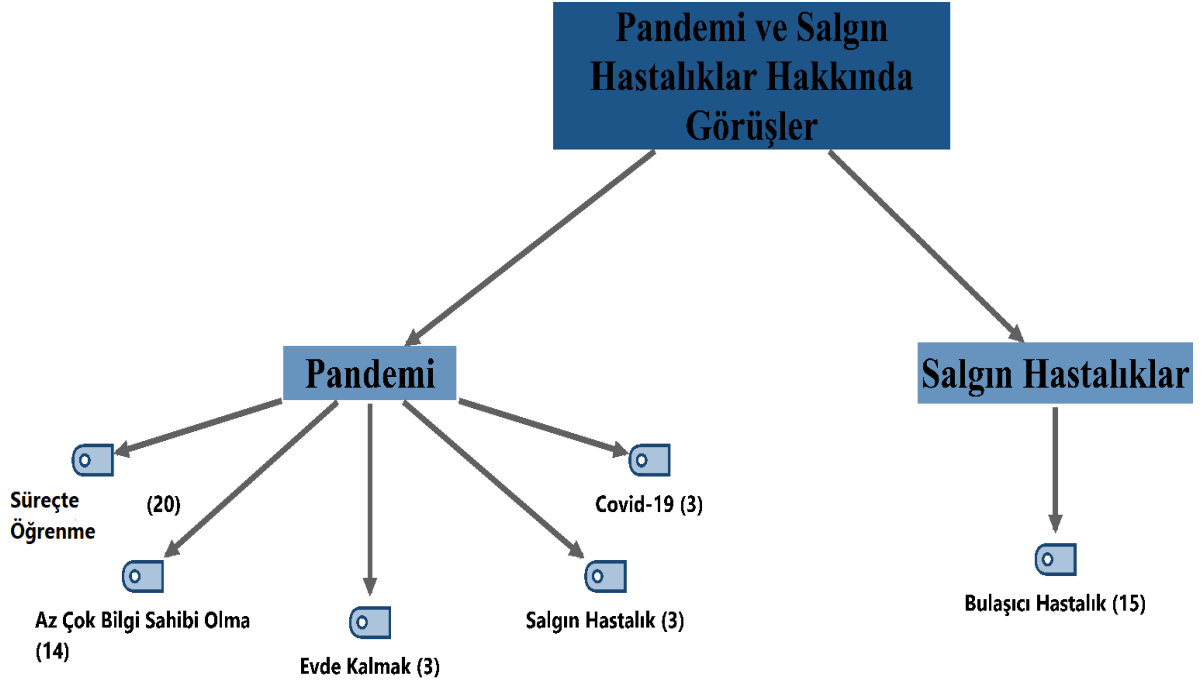 Pandemi ve Salgın
Hastalıklar Hakkında
Görüşler
Pandemi
Salgın Hastalıklar
Süreçte (20)
Öğrenme
Covid-19 (3)
Az Çok Bilgi Sahibi Olma
(14)
Salgın Hastalık (3)
Bulaşıcı Hastalık (15)
Evde Kalmak (3)